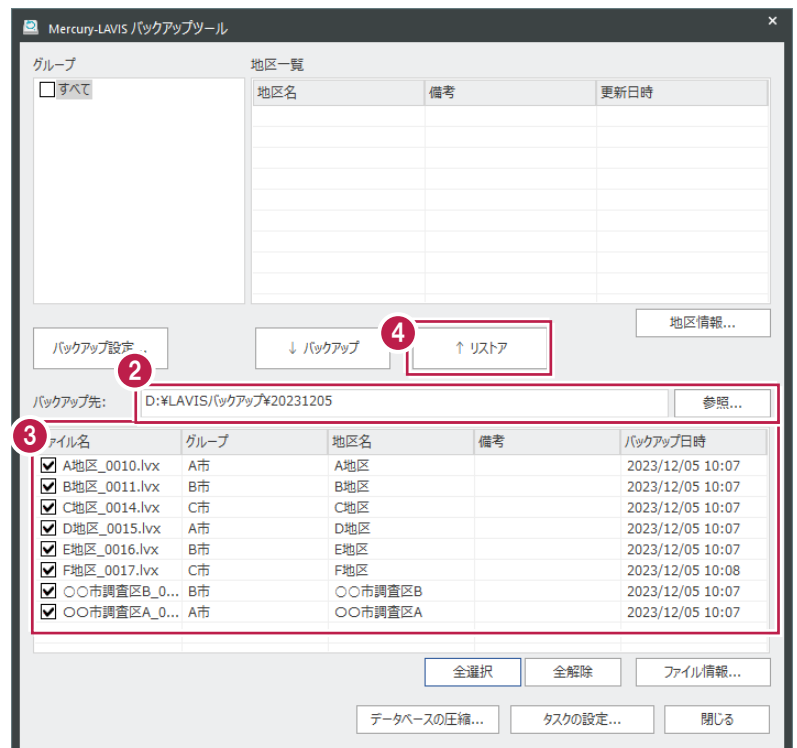 Mercury-LAVIS バックアップツール ×
グループ 地区一覧
すべて
地区名 備考 更新日時
地区情報...
バックアップ設定... ↓ バックアップ 4 ↑ リストア
2
バックアップ先: D:¥LAVIS/バックアップ¥20231205 参照...
3
ァイル名 グループ 地区名 備考 バックアップ日時
A地区_0010.lvx A市 A地区 2023/12/05 10:07
B地区_0011.lvx B市 B地区 2023/12/05 10:07
C地区_0014.lvx C市 C地区 2023/12/05 10:07
D地区_0015.lvx A市 D地区 2023/12/05 10:07
E地区_0016.lvx B市 E地区 2023/12/05 10:07
F地区_0017.lvx C市 F地区 2023/12/05 10:08
○○市調査区B_0... B市 ○○市調査区B 2023/12/05 10:07
○○市調査区A_0... A市 ○○市調査区A 2023/12/05 10:07
全選択 全解除 ファイル情報...
データベースの圧縮... タスクの設定... 閉じる